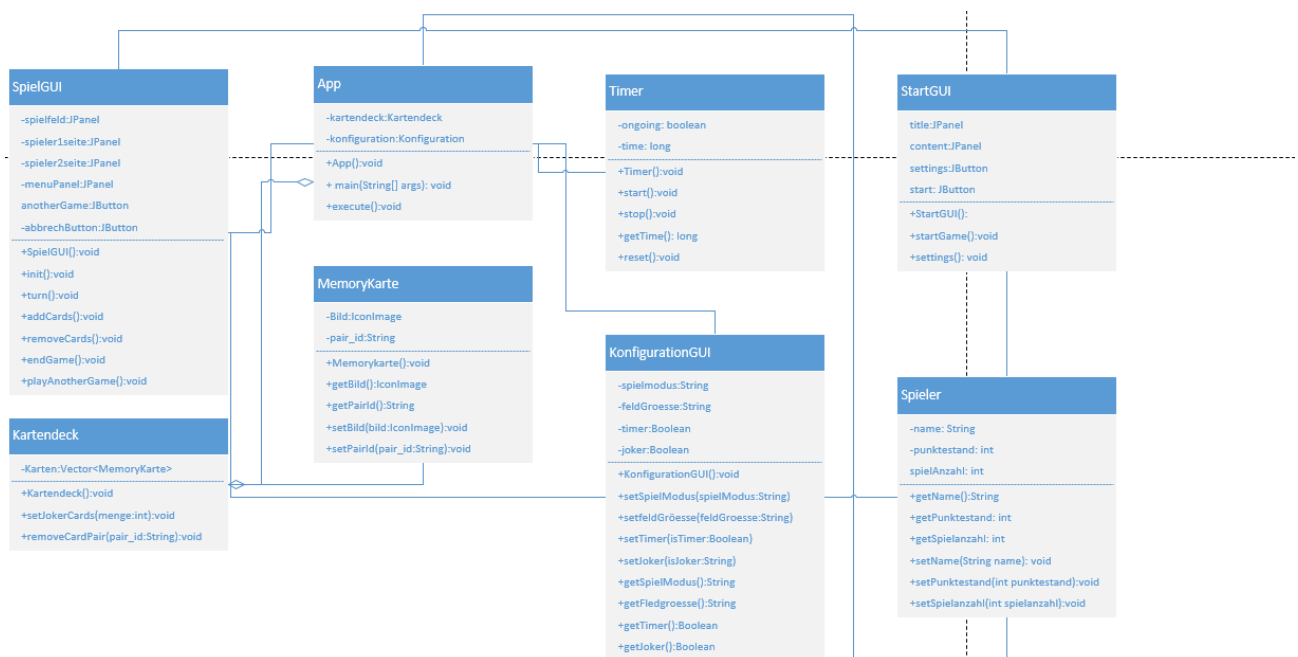 SpielGUI
-spielfeld:JPanel
-spieler1seite:JPanel
-spieler2seite:JPanel
-menuPanel:JPanel
anotherGame:JButton
-abbrechButton:JButton
+SpielGUI():void
+init():void
+turn():void
+addCards():void
+removeCards():void
+endGame():void
+playAnotherGame():void
App
-kartendeck:Kartendeck
-konfiguration:Konfiguration
+App():void
+ main(String[] args): void
+execute():void
Timer
-ongoing: boolean
-time: long
+Timer():void
+start():void
+stop():void
+getTime(): long
+reset():void
StartGUI
title:JPanel
content:JPanel
settings:JButton
start: JButton
+StartGUI():
+startGame():void
+settings(): void
MemoryKarte
-Bild:IconImage
-pair_id:String
+Memorykarte():void
+getBild():IconImage
+getPairId():String
+setBild(bild:IconImage):void
+setPairId(pair_id:String):void
Kartendeck
-Karten:Vector<MemoryKarte>
+Kartendeck():void
+setJokerCards(menge:int):void
+removeCardPair(pair_id:String):void
KonfigurationGUI
-spielmodus:String
-feldGroesse:String
-timer:Boolean
-joker:Boolean
+KonfigurationGUI():void
+setSpielModus(spielModus:String)
+setfeldGröesse(feldGroesse:String)
+setTimer(isTimer:Boolean)
+setJoker(isJoker:String)
+getSpielModus():String
+getFledgroesse():String
+getTimer():Boolean
+getJoker():Boolean
Spieler
-name: String
-punktestand: int
spielAnzahl: int
+getName():String
+getPunktestand: int
+getSpielanzahl: int
+setName(String name): void
+setPunktestand(int punktestand):void
+setSpielanzahl(int spielanzahl):void